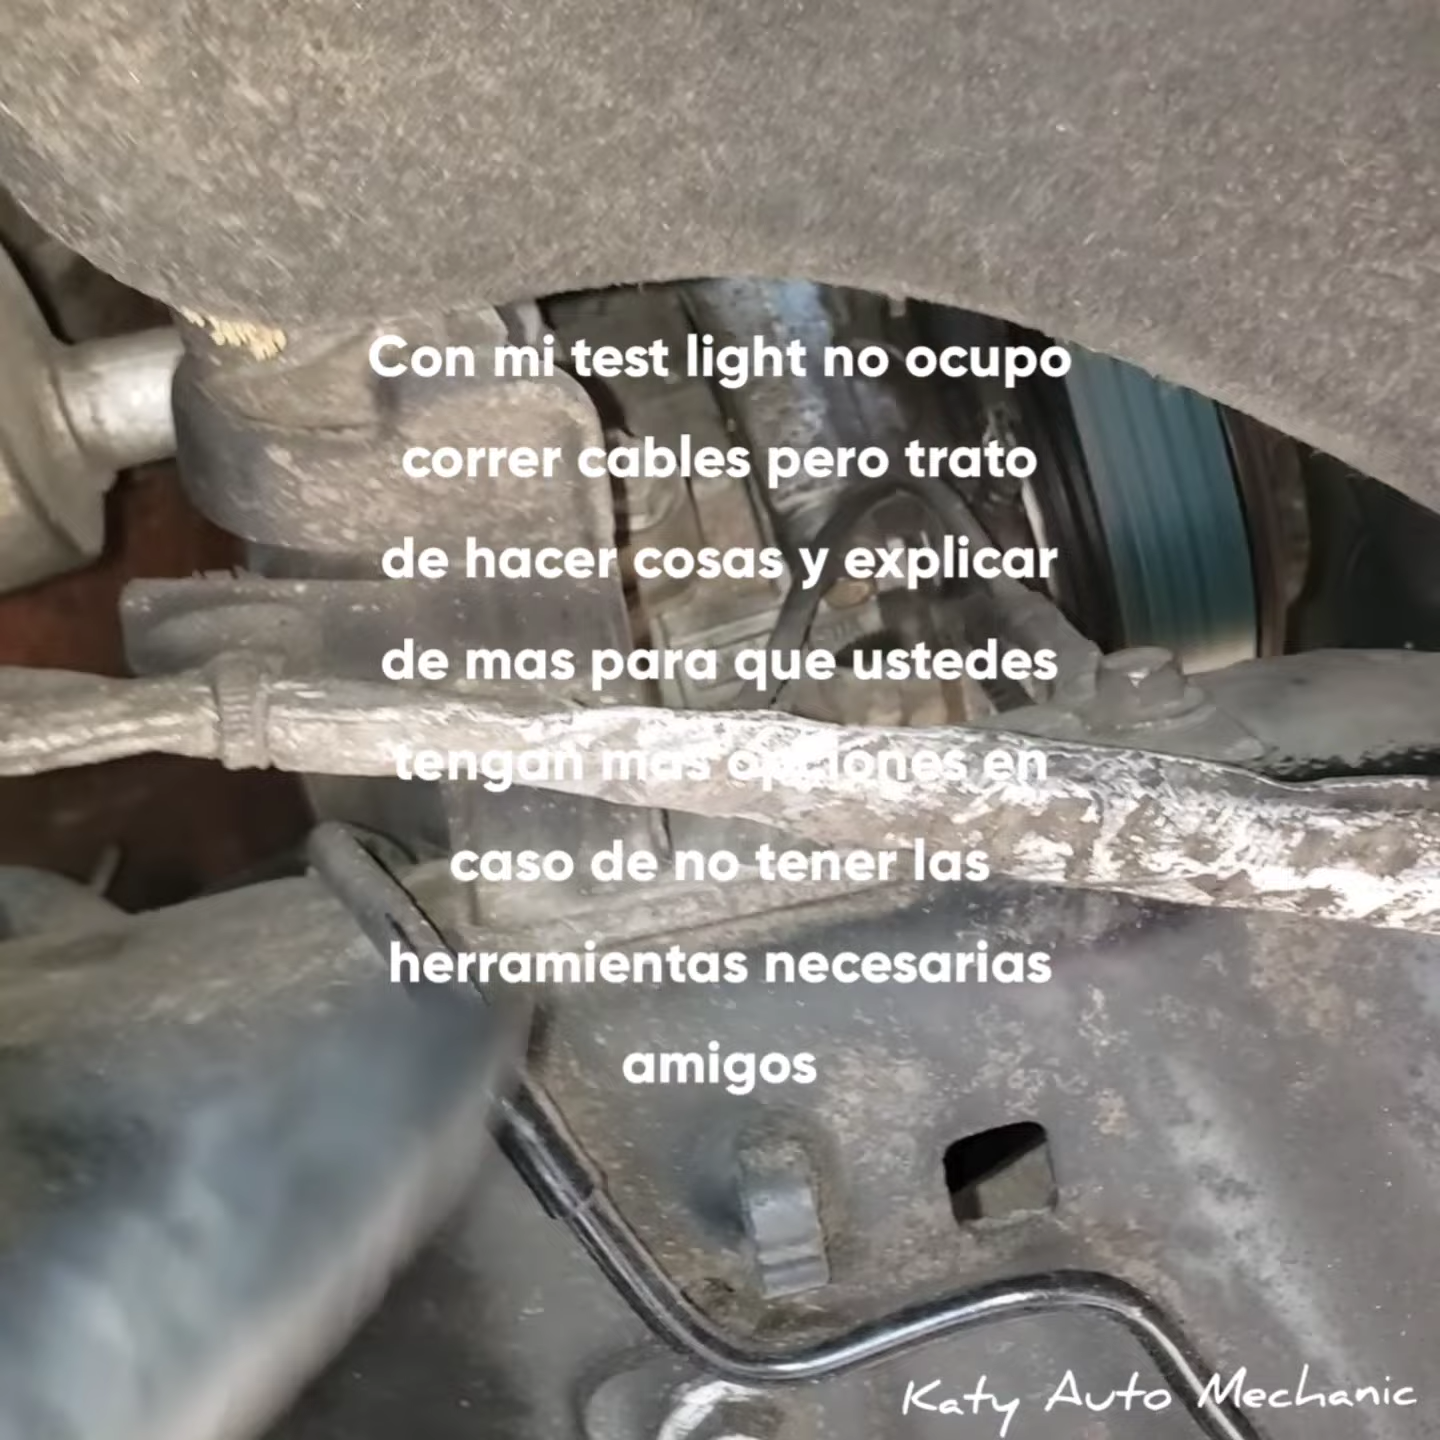 Con mi test light no ocupo
correr cables pero trato
de hacer cosas y explicar
de mas para que ustedes
tengan mas opciones en
caso de no tener las
herramientas necesarias
amigos
Katy Auto Mechanic